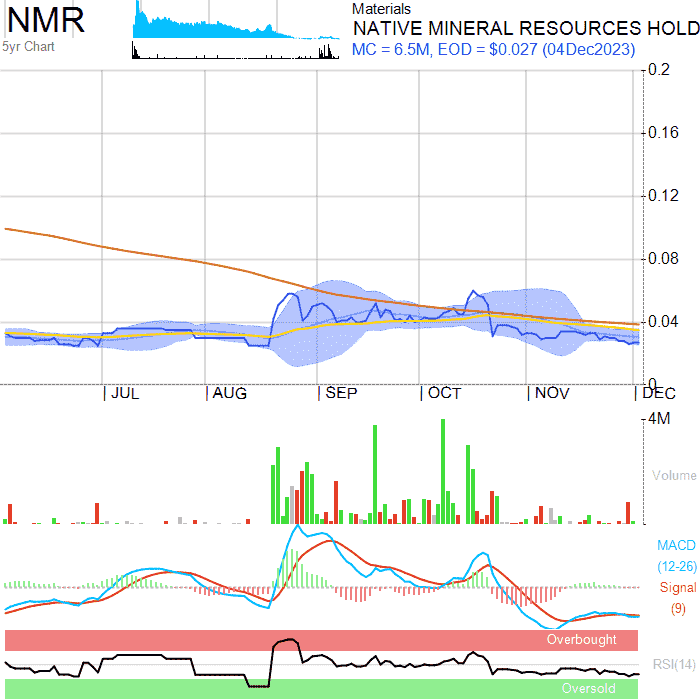 NMR
5yr Chart
Materials
NATIVE MINERAL RESOURCES HOLD
MC = 6.5M, EOD = $0.027 (04Dec2023)
0.2
0.16
0.12
0.08
0.04
0
JUL
AUG
SEP
OCT
NOV
DEC
4M
Volume
MACD
(12-26)
Signal
(9)
Overbought
RSI(14)
Oversold